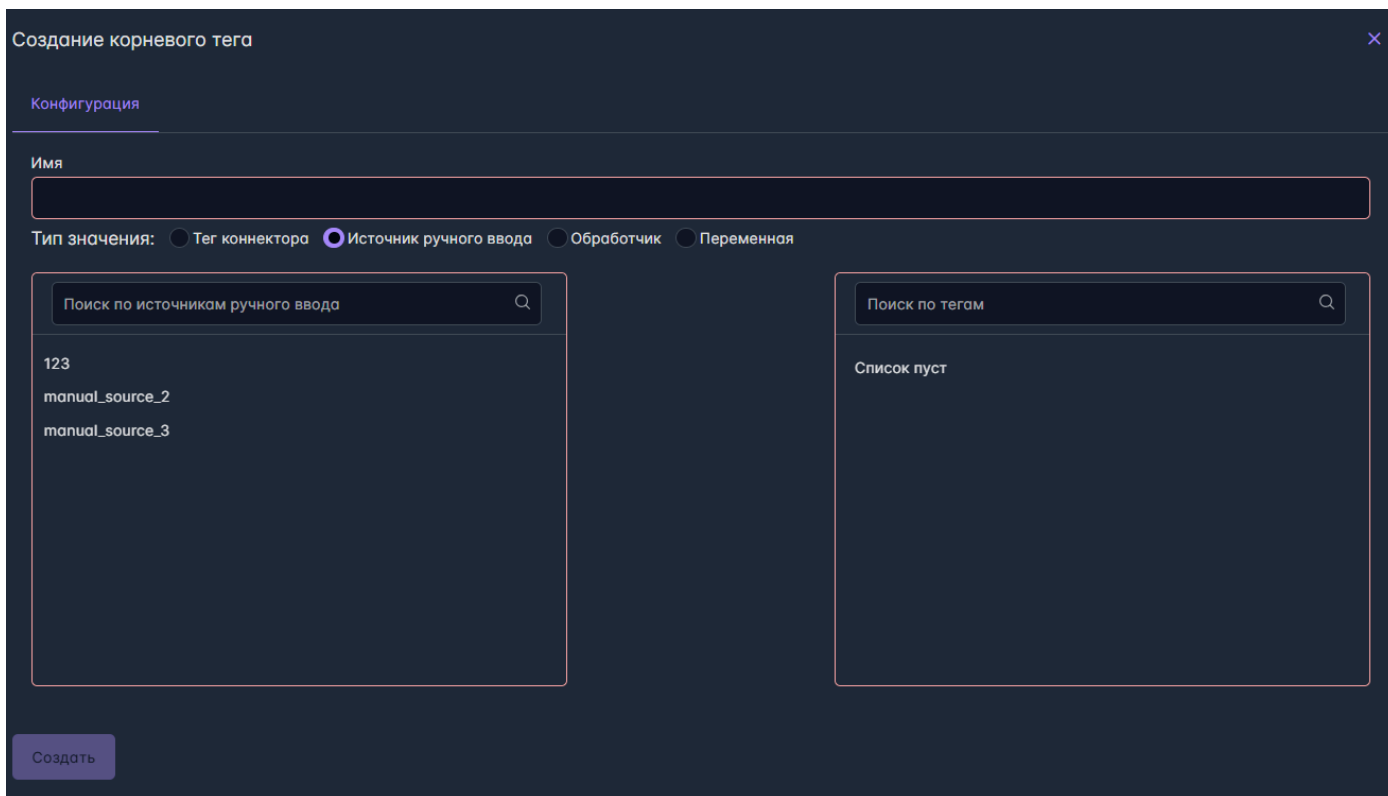 Создание корневого тега
Конфигурация
Имя
Тип значения: Тег коннектора Источник ручного ввода Обработчик Переменная
Поиск по источникам ручного ввода
Поиск по тегам
123
Список пуст
manual_source_2
manual_source_3
Создать